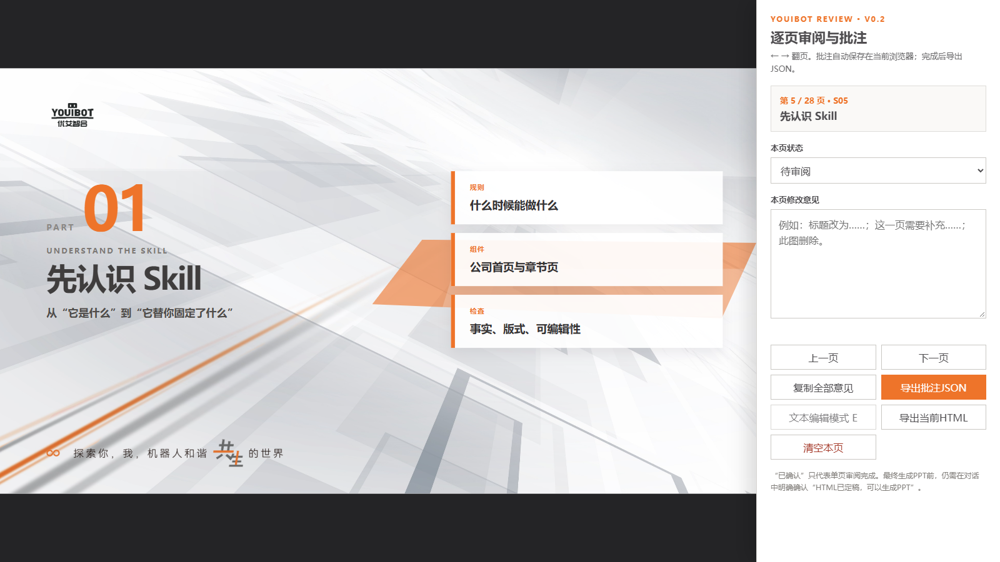 YOUIBOT
优艾智合
PART 01
UNDERSTAND THE SKILL
先认识 Skill
从“它是什么”到“它替你固定了什么”
规则
什么时候能做什么
组件
公司首页与章节页
检查
事实、版式、可编辑性
探索你，我，机器人和谐 共生 的世界
YOUIBOT REVIEW • V0.2
逐页审阅与批注
← → 翻页。批注自动保存在当前浏览器；完成后导出
JSON。
第 5 / 28 页 • S05
先认识 Skill
本页状态
待审阅
本页修改意见
例如：标题改为……；这一页需要补充……；
此图删除。
上一页
下一页
复制全部意见
导出批注JSON
文本编辑模式 E
导出当前HTML
清空本页
“已确认”只代表单页审阅完成。最终生成PPT前，仍需在对话
中明确确认“HTML已定稿，可以生成PPT”。